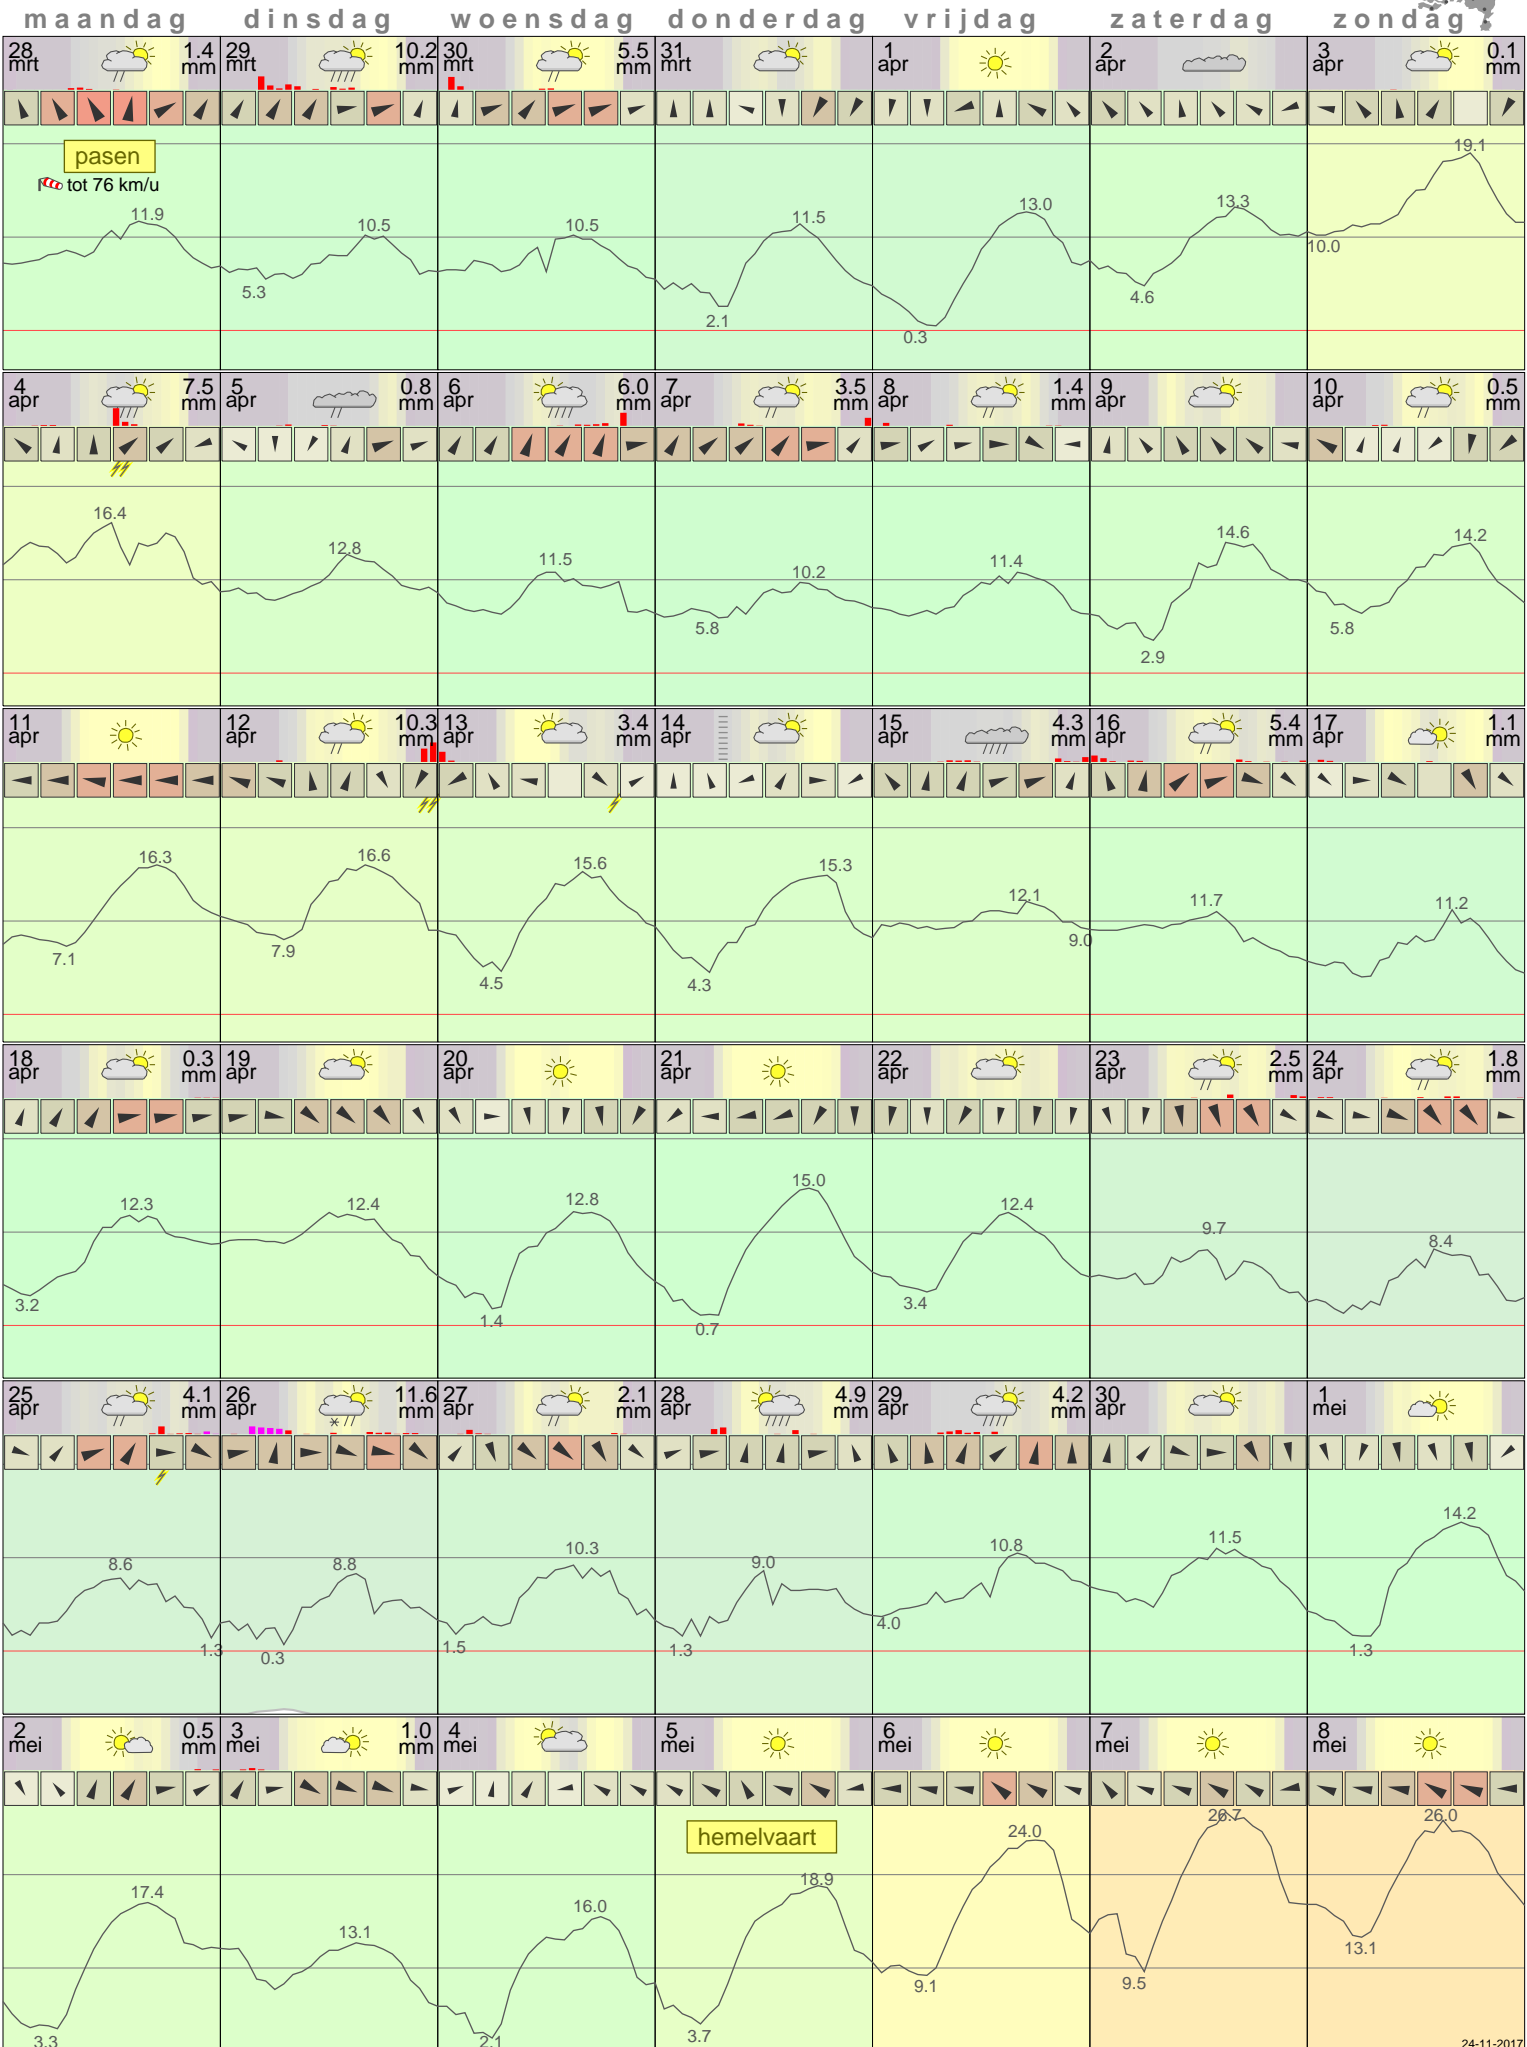 maandag dinsdag woensdag donderdag vrijdag zaterdag zondag
28 mrt 1.4 mm 29 mrt 10.2 mm 30 mrt 5.5 mm 31 mrt 1 apr 2 apr 3 apr 0.1 mm
pasen
tot 76 km/u
11.9 5.3 10.5 10.5 2.1 11.5 0.3 13.0 4.6 13.3 10.0 19.1
4 apr 7.5 mm 5 apr 0.8 mm 6 apr 6.0 mm 7 apr 3.5 mm 8 apr 1.4 mm 9 apr 10 apr 0.5 mm
16.4 12.8 11.5 5.8 10.2 11.4 2.9 14.6 5.8 14.2
11 apr 12 apr 10.3 mm 13 apr 3.4 mm 14 apr 15 apr 4.3 mm 16 apr 5.4 mm 17 apr 1.1 mm
7.1 16.3 7.9 16.6 4.5 15.6 4.3 15.3 12.1 9.0 11.7 11.2
18 apr 0.3 mm 19 apr 20 apr 21 apr 22 apr 23 apr 2.5 mm 24 apr 1.8 mm
3.2 12.3 12.4 1.4 12.8 0.7 15.0 3.4 12.4 9.7 8.4
25 apr 4.1 mm 26 apr 11.6 mm 27 apr 2.1 mm 28 apr 4.9 mm 29 apr 4.2 mm 30 apr 1 mei
8.6 1.3 0.3 8.8 1.5 10.3 1.3 9.0 4.0 10.8 11.5 1.3 14.2
2 mei 0.5 mm 3 mei 1.0 mm 4 mei 5 mei 6 mei 7 mei 8 mei
hemelvaart
3.3 17.4 13.1 2.1 16.0 3.7 18.9 9.1 24.0 9.5 26.7 13.1 26.0
24-11-2017